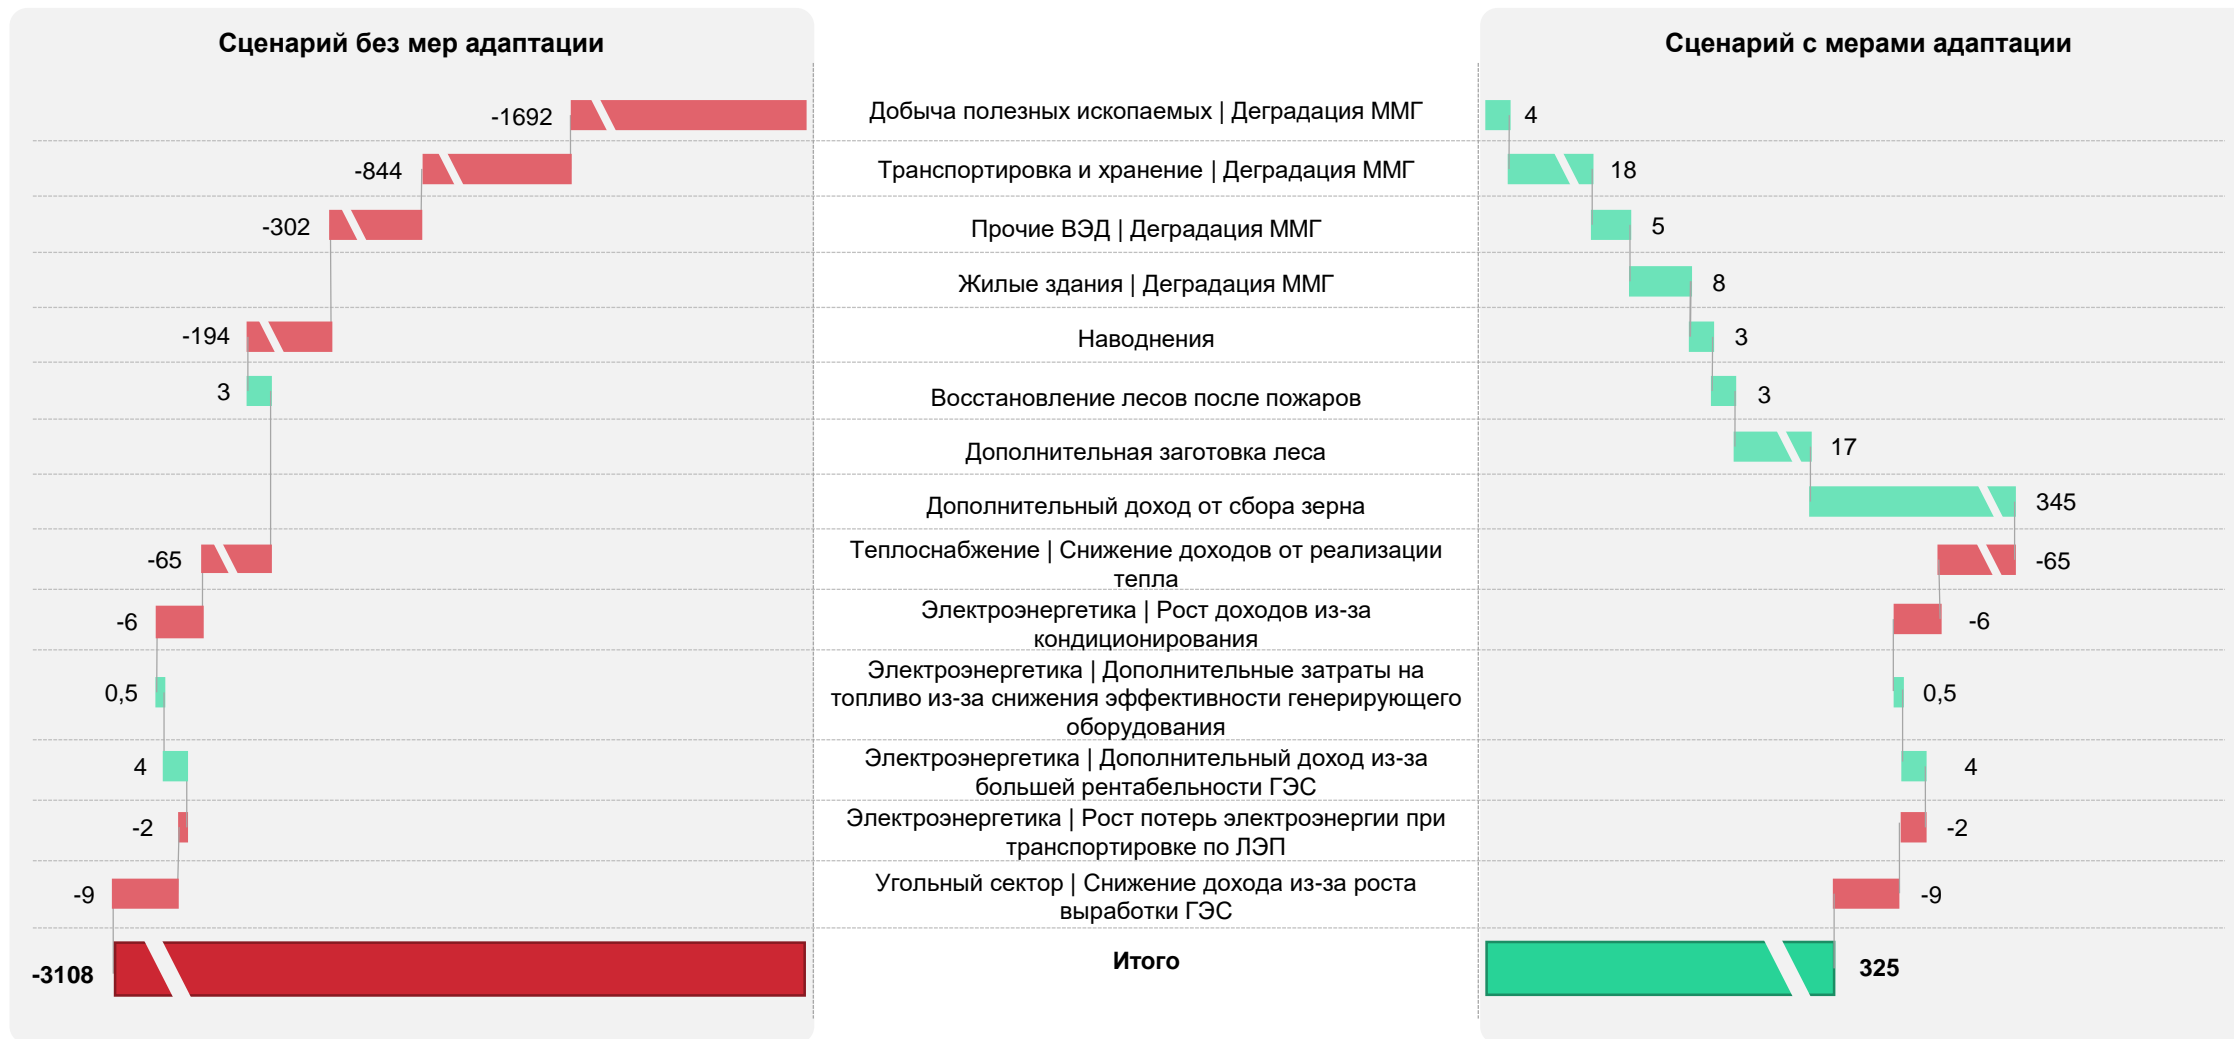 Сценарий без мер адаптации
Сценарий с мерами адаптации
-1692
Добыча полезных ископаемых | Деградация ММГ
4
-844
Транспортировка и хранение | Деградация ММГ
18
-302
Прочие ВЭД | Деградация ММГ
5
Жилые здания | Деградация ММГ
8
-194
Наводнения
3
3
Восстановление лесов после пожаров
3
Дополнительная заготовка леса
17
Дополнительный доход от сбора зерна
345
-65
Теплоснабжение | Снижение доходов от реализации
тепла
-65
-6
Электроэнергетика | Рост доходов из-за
кондиционирования
-6
0,5
Электроэнергетика | Дополнительные затраты на
топливо из-за снижения эффективности генерирующего
оборудования
0,5
4
Электроэнергетика | Дополнительный доход из-за
большей рентабельности ГЭС
4
-2
Электроэнергетика | Рост потерь электроэнергии при
транспортировке по ЛЭП
-2
-9
Угольный сектор | Снижение дохода из-за роста
выработки ГЭС
-9
-3108
Итого
325